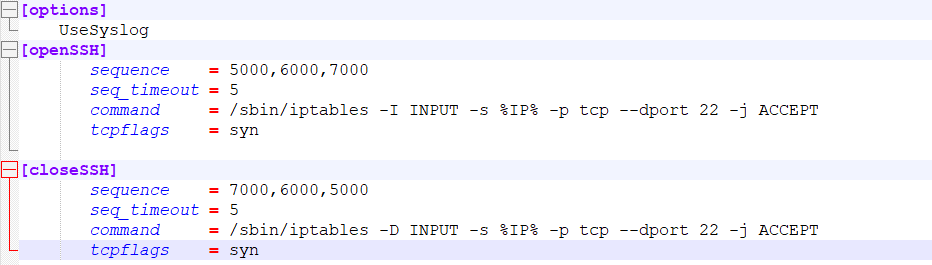 [options]
    UseSyslog
[openSSH]
       sequence    = 5000,6000,7000
       seq_timeout = 5
       command     = /sbin/iptables -I INPUT -s %IP% -p tcp --dport 22 -j ACCEPT
       tcpflags    = syn

[closeSSH]
       sequence    = 7000,6000,5000
       seq_timeout = 5
       command     = /sbin/iptables -D INPUT -s %IP% -p tcp --dport 22 -j ACCEPT
       tcpflags    = syn